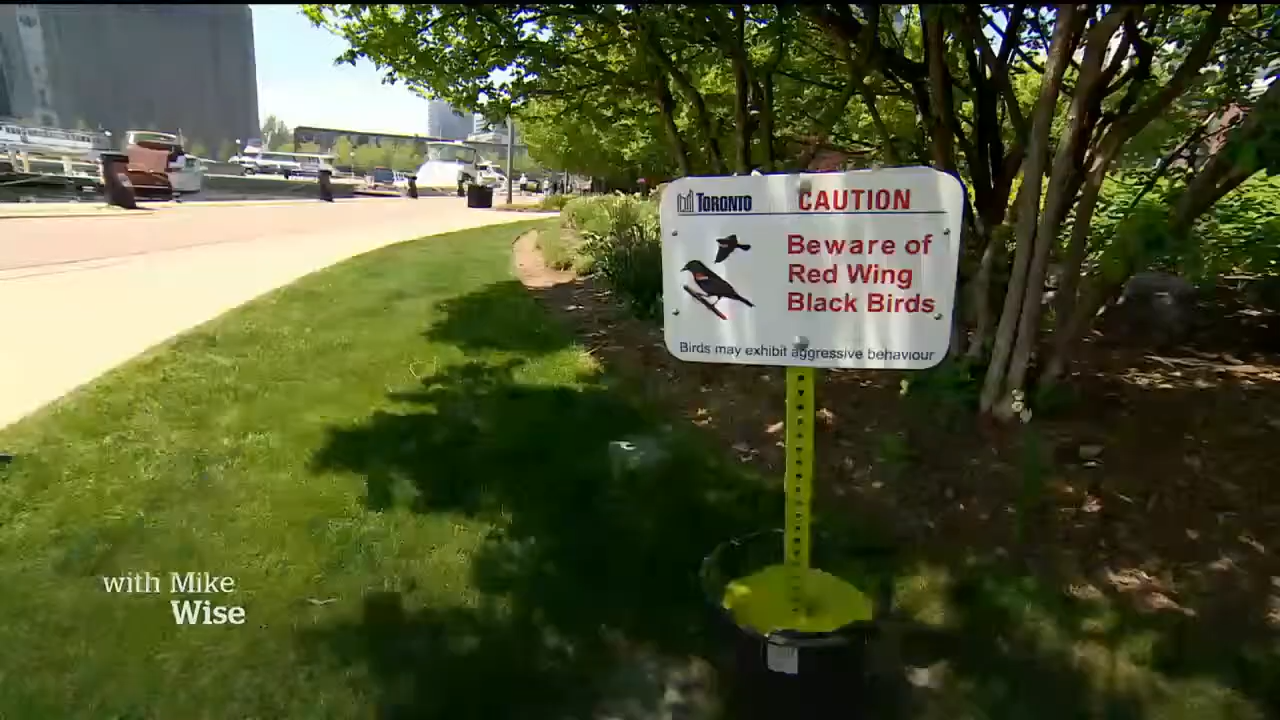 TORONTO CAUTION
Beware of
Red Wing
Black Birds
Birds may exhibit aggressive behaviour
with Mike
Wise